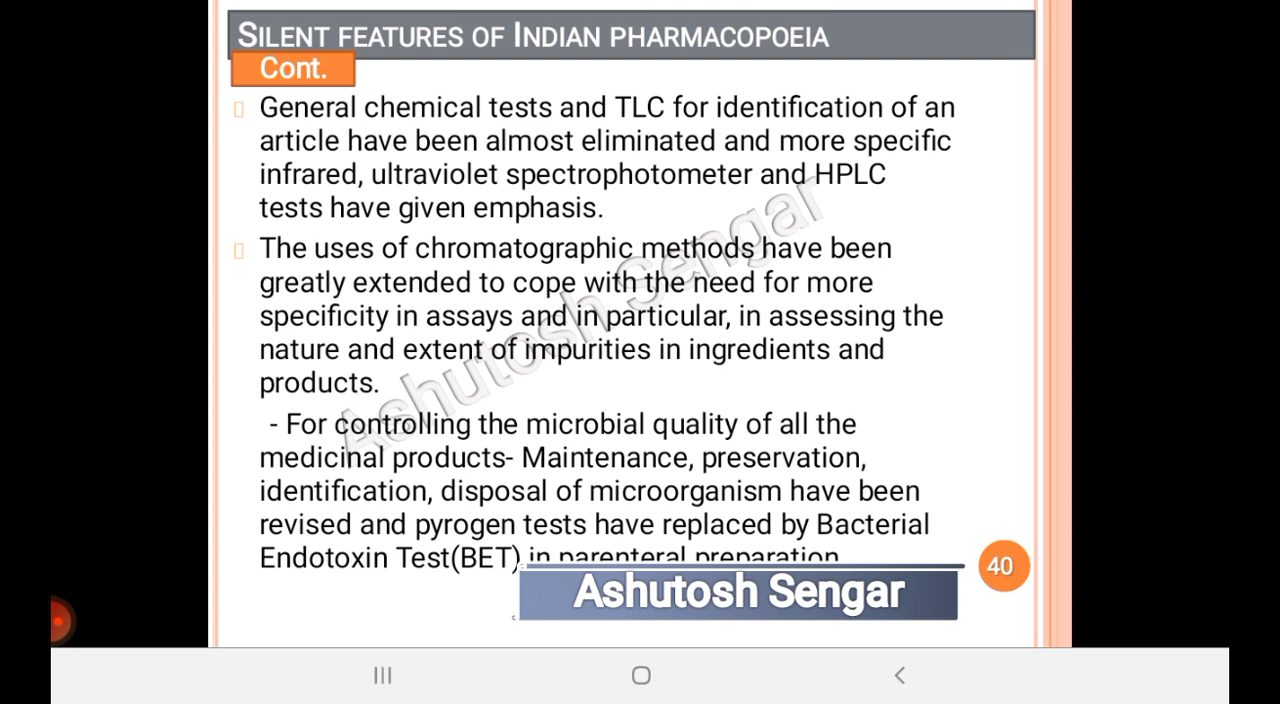 SILENT FEATURES OF INDIAN PHARMACOPOEIA
Cont.
General chemical tests and TLC for identification of an
article have been almost eliminated and more specific
infrared, ultraviolet spectrophotometer and HPLC
tests have given emphasis.
The uses of chromatographic methods have been
greatly extended to cope with the need for more
specificity in assays and in particular, in assessing the
nature and extent of impurities in ingredients and
products.
- For controlling the microbial quality of all the
medicinal products- Maintenance, preservation,
identification, disposal of microorganism have been
revised and pyrogen tests have replaced by Bacterial
Endotoxin Test(BET) in parenteral preparation
40
Ashutosh Sengar
Ashutosh Sengar